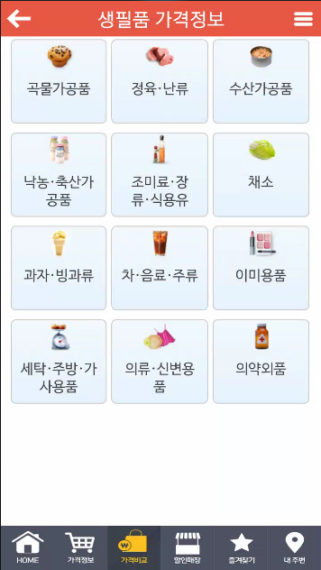 생필품 가격정보
곡물가공품
정육·난류
수산가공품
낙농·축산가
공품
조미료·장
류·식용유
채소
과자·빙과류
차·음료·주류
이미용품
세탁·주방·가
사용품
의류·신변용
품
의약외품
HOME
가격정보
가격비교
할인매장
즐겨찾기
내 주변